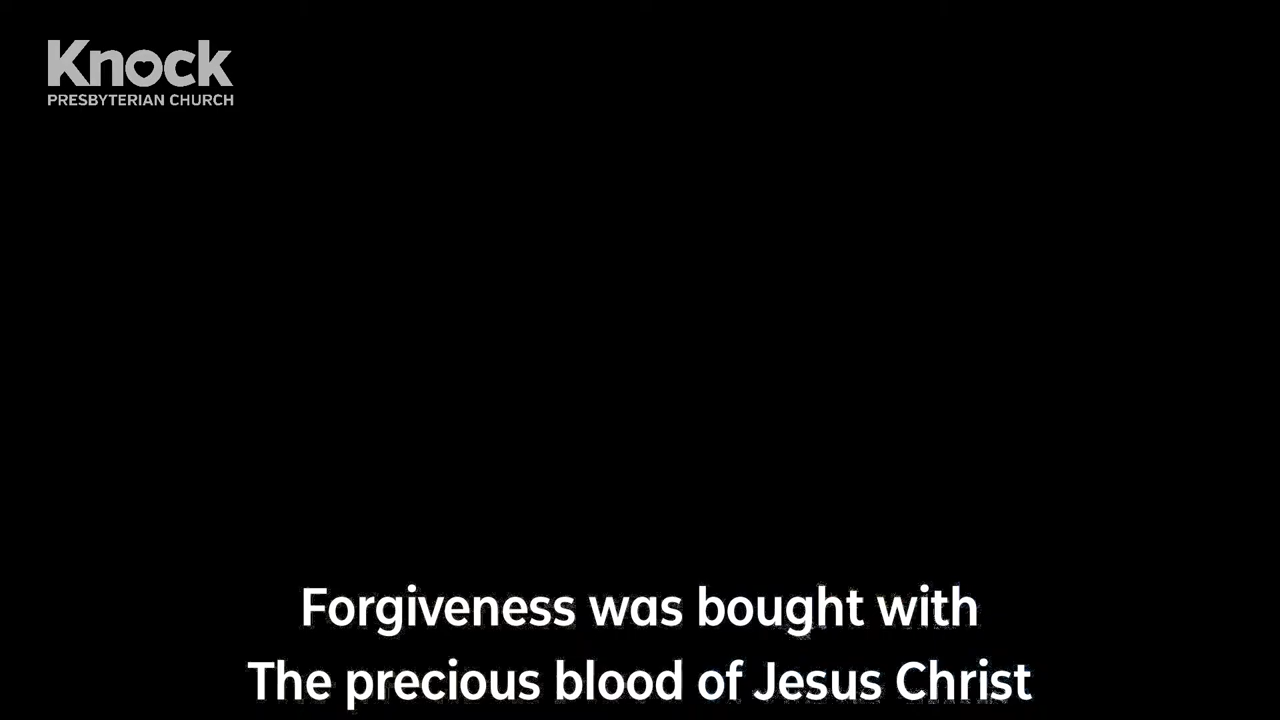 Knock
PRESBYTERIAN CHURCH
Forgiveness was bought with
The precious blood of Jesus Christ